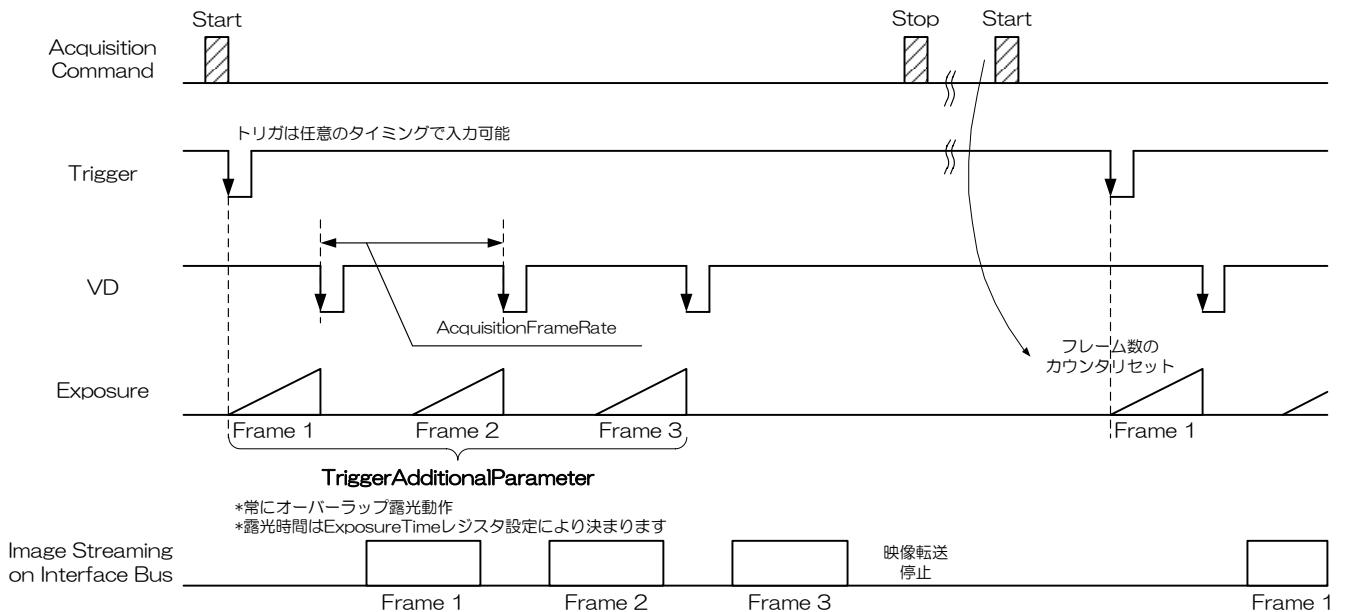 Start
Stop
Start
Acquisition
Command
トリガは任意のタイミングで入力可能
Trigger
VD
AcquisitionFrameRate
フレーム数の
カウンタリセット
Exposure
Frame 1
Frame 2
Frame 3
Frame 1
TriggerAdditionalParameter
*常にオーバーラップ露光動作
*露光時間はExposureTimeレジスタ設定により決まります
Image Streaming
on Interface Bus
映像転送
停止
Frame 1
Frame 2
Frame 3
Frame 1